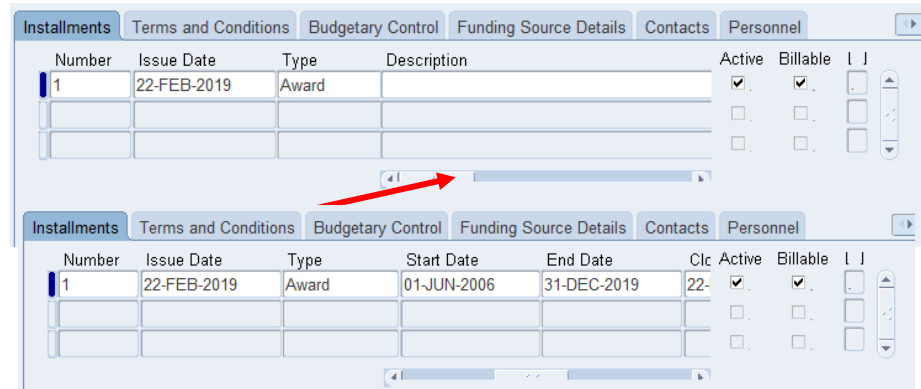 Installments Terms and Conditions Budgetary Control Funding Source Details Contacts Personnel
Number Issue Date Type Description Active Billable [ ]
1 22-FEB-2019 Award
Installments Terms and Conditions Budgetary Control Funding Source Details Contacts Personnel
Number Issue Date Type Start Date End Date Clc Active Billable [ ]
1 22-FEB-2019 Award 01-JUN-2006 31-DEC-2019 22-